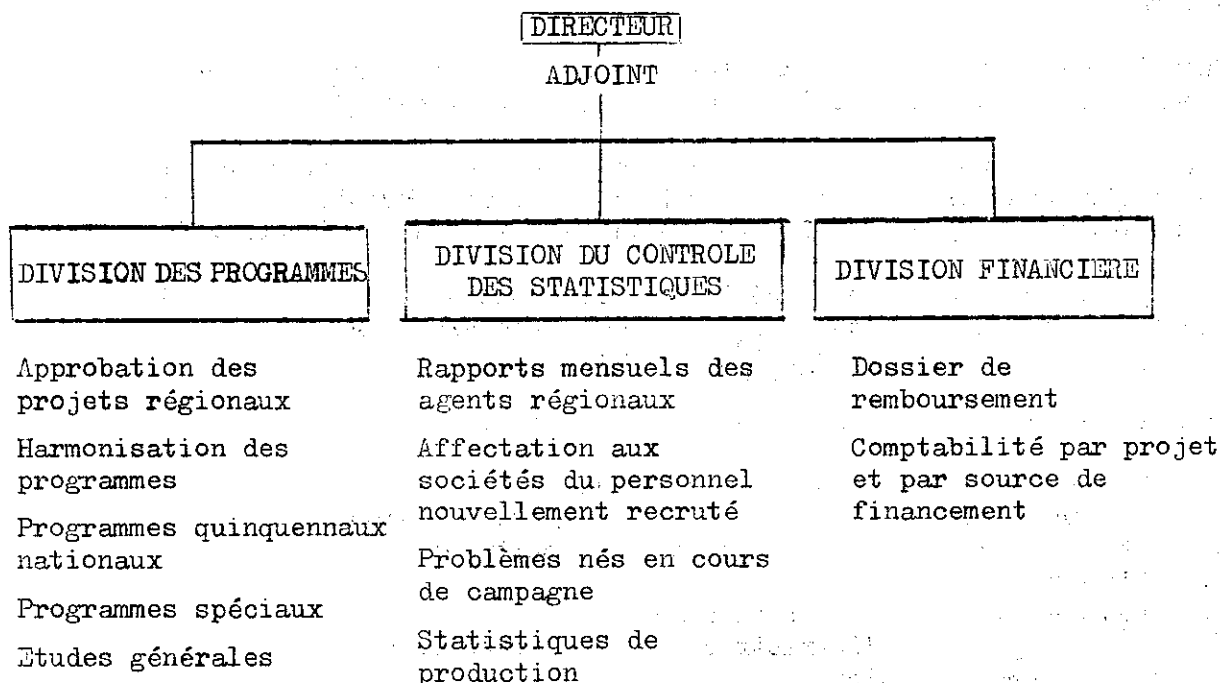 DIRECTEUR
ADJOINT
DIVISION DES PROGRAMMES
Approbation des
projets régionaux
Harmonisation des
programmes
Programmes quinquennaux
nationaux
Programmes spéciaux
Etudes générales
DIVISION DU CONTROLE
DES STATISTIQUES
Rapports mensuels des
agents régionaux
Affectation aux
sociétés du personnel
nouvellement recruté
Problèmes nés en cours
de campagne
Statistiques de
production
DIVISION FINANCIERE
Dossier de
remboursement
Comptabilité par projet
et par source de
financement